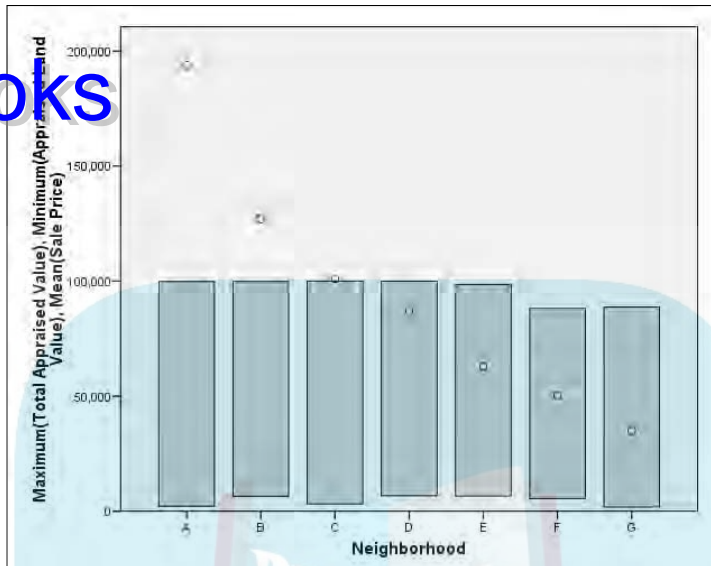 oks
Maximum(Total Appraised Value), Minimum(Appraised Land
Value), Mean(Sale Price)
200,000
150,000
100,000
50,000
0
A B C D E F G
Neighborhood